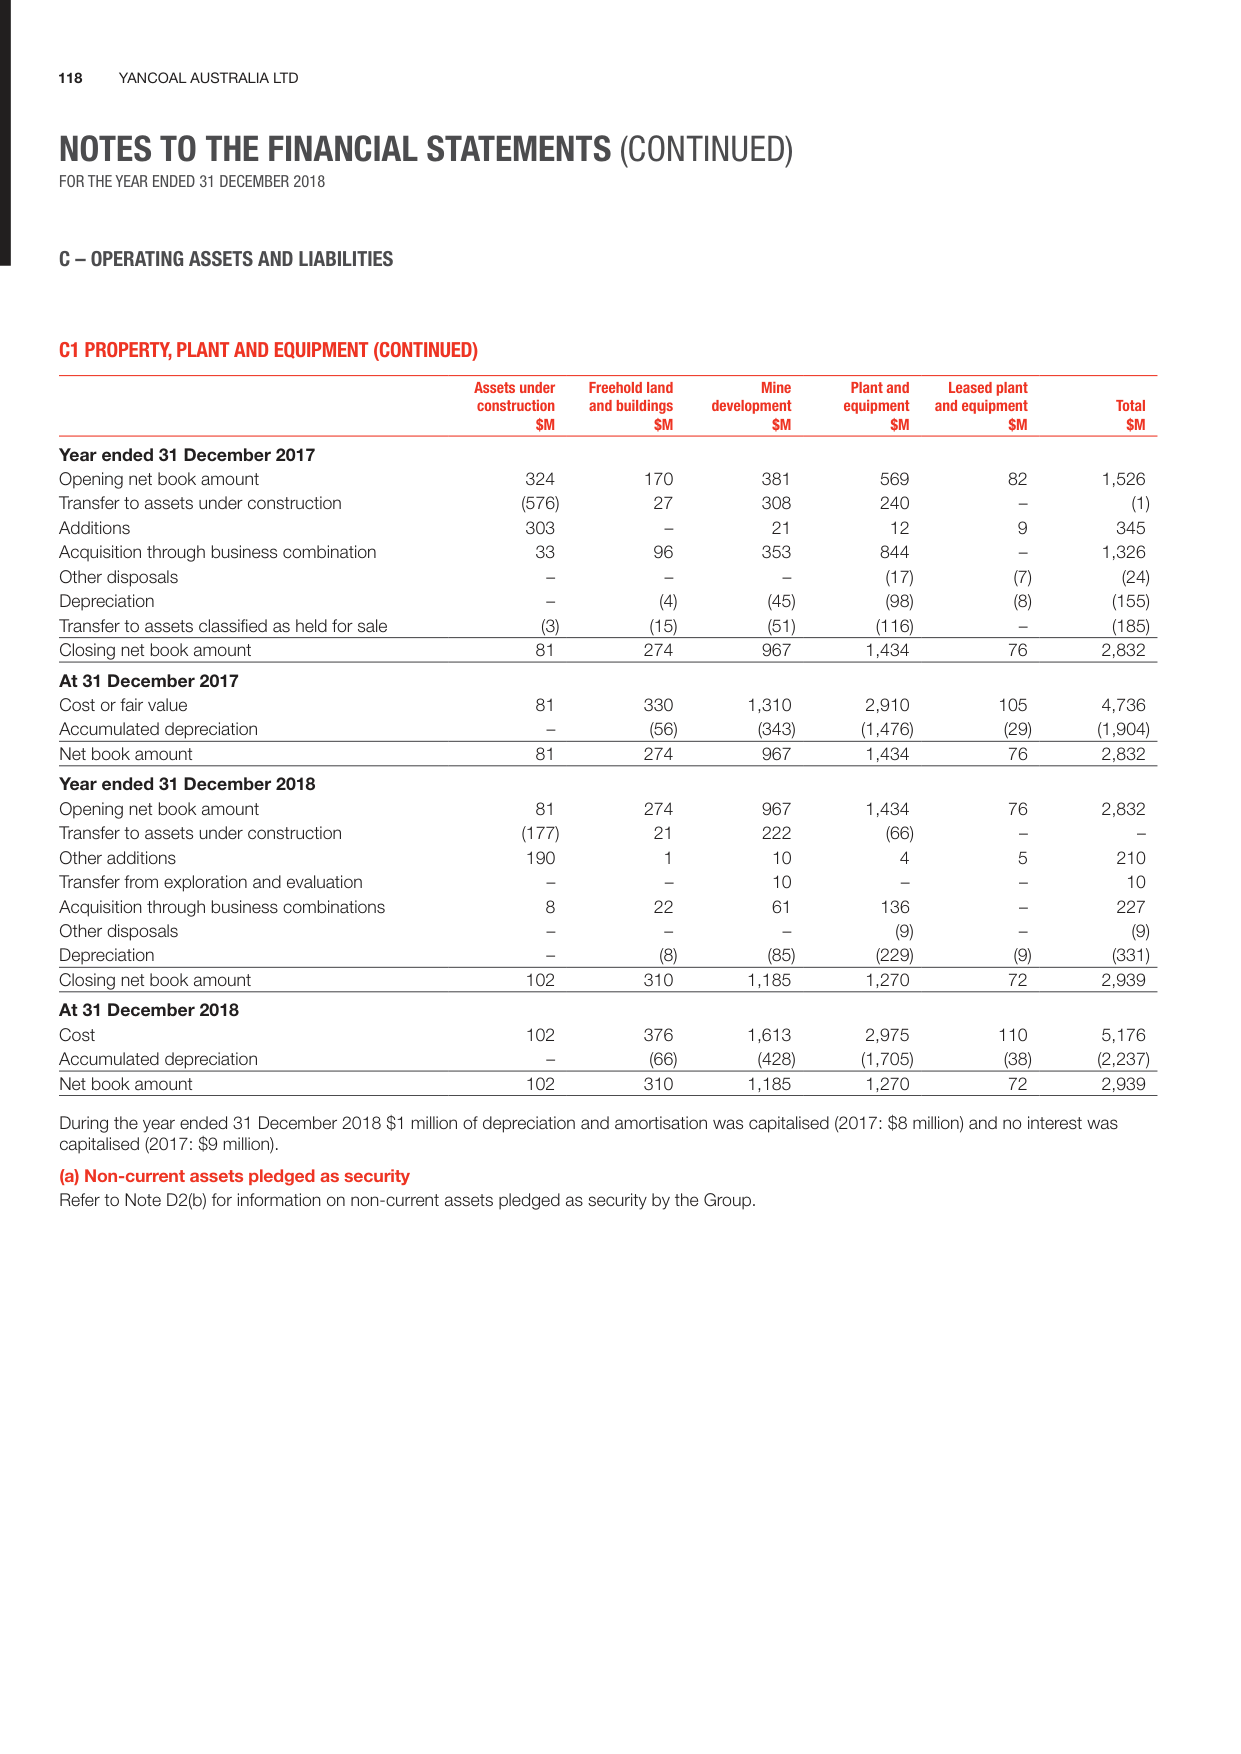 118 YANCOAL AUSTRALIA LTD
NOTES TO THE FINANCIAL STATEMENTS (CONTINUED)
FOR THE YEAR ENDED 31 DECEMBER 2018
C – OPERATING ASSETS AND LIABILITIES
C1 PROPERTY, PLANT AND EQUIPMENT (CONTINUED)
Assets under Freehold land Mine Plant and Leased plant
construction and buildings development equipment and equipment Total
$M $M $M $M $M $M
Year ended 31 December 2017
Opening net book amount 324 170 381 569 82 1,526
Transfer to assets under construction (576) 27 308 240 – (1)
Additions 303 – 21 12 9 345
Acquisition through business combination 33 96 353 844 – 1,326
Other disposals – – – (17) (7) (24)
Depreciation – (4) (45) (98) (8) (155)
Transfer to assets classified as held for sale (3) (15) (51) (116) – (185)
Closing net book amount 81 274 967 1,434 76 2,832
At 31 December 2017
Cost or fair value 81 330 1,310 2,910 105 4,736
Accumulated depreciation – (56) (343) (1,476) (29) (1,904)
Net book amount 81 274 967 1,434 76 2,832
Year ended 31 December 2018
Opening net book amount 81 274 967 1,434 76 2,832
Transfer to assets under construction (177) 21 222 (66) – –
Other additions 190 1 10 4 5 210
Transfer from exploration and evaluation – – 10 – – 10
Acquisition through business combinations 8 22 61 136 – 227
Other disposals – – – (9) – (9)
Depreciation – (8) (85) (229) (9) (331)
Closing net book amount 102 310 1,185 1,270 72 2,939
At 31 December 2018
Cost 102 376 1,613 2,975 110 5,176
Accumulated depreciation – (66) (428) (1,705) (38) (2,237)
Net book amount 102 310 1,185 1,270 72 2,939
During the year ended 31 December 2018 $1 million of depreciation and amortisation was capitalised (2017: $8 million) and no interest was
capitalised (2017: $9 million).
(a) Non-current assets pledged as security
Refer to Note D2(b) for information on non-current assets pledged as security by the Group.